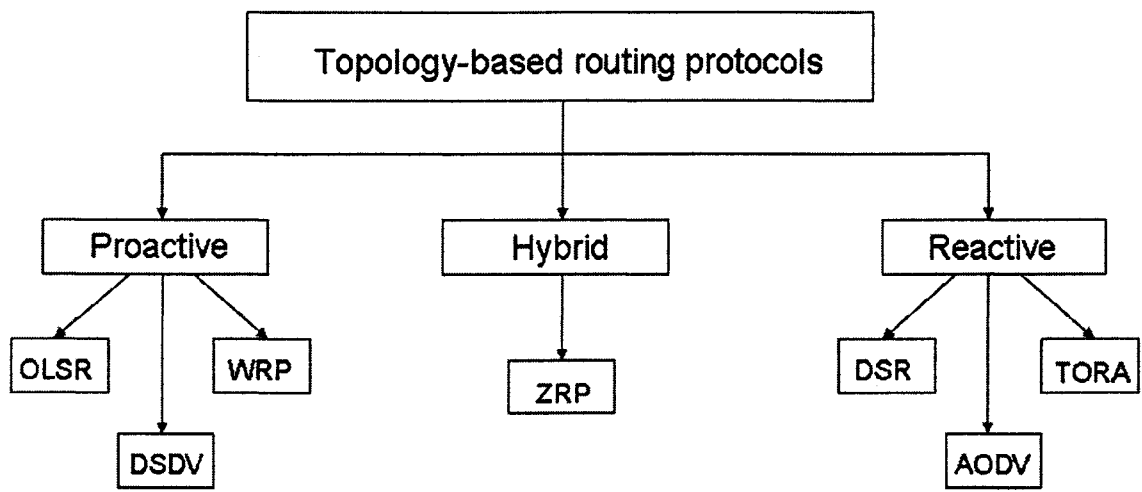 Topology-based routing protocols
Proactive
Hybrid
Reactive
OLSR
WRP
DSDV
ZRP
DSR
TORA
AODV